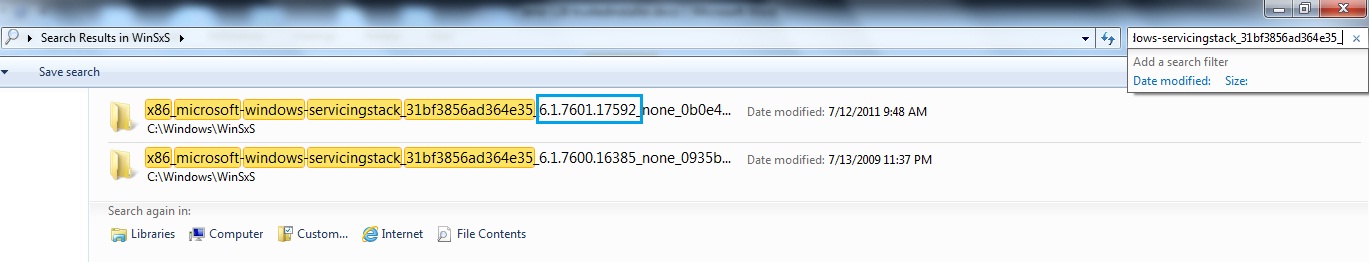 Search Results in WinSxS
lows-servicingstack_31bf3856ad364e35_
Save search
Add a search filter
Date modified: Size:
x86_microsoft-windows-servicingstack_31bf3856ad364e35_6.1.7601.17592_none_0b0e4... Date modified: 7/12/2011 9:48 AM
C:\Windows\WinSxS
x86_microsoft-windows-servicingstack_31bf3856ad364e35_6.1.7600.16385_none_0935b... Date modified: 7/13/2009 11:37 PM
C:\Windows\WinSxS
Search again in:
Libraries Computer Custom... Internet File Contents